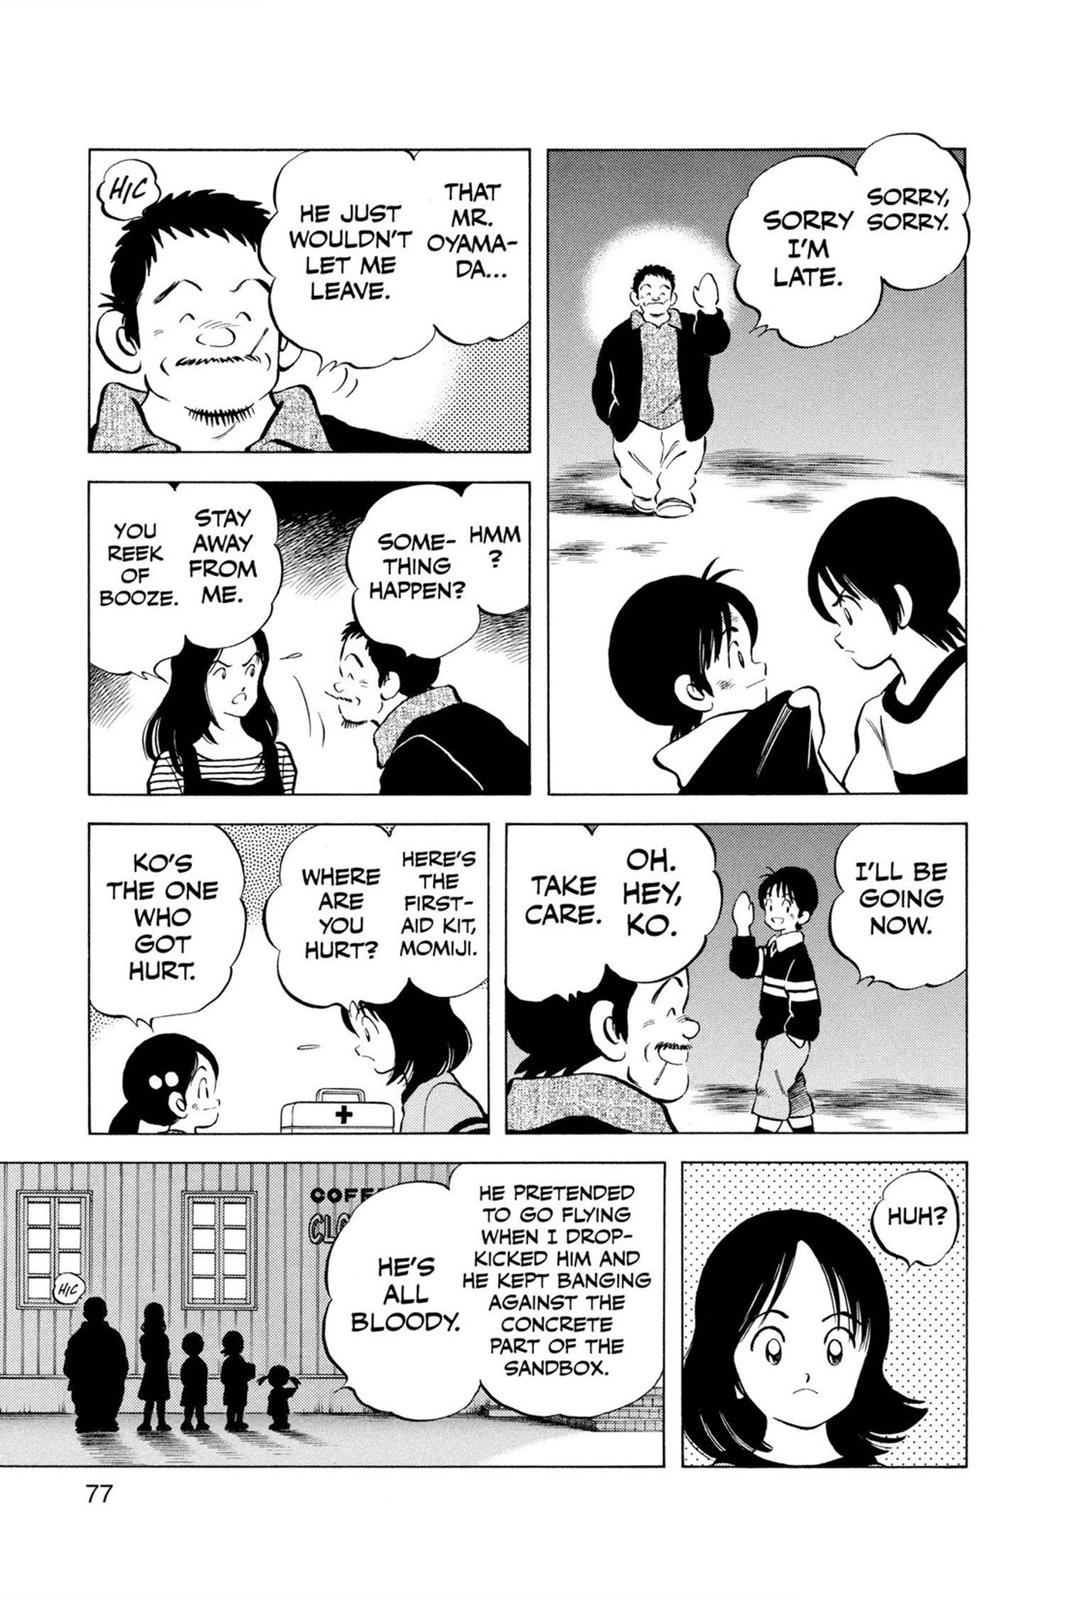 SORRY,
SORRY.
SORRY
I'M
LATE.
THAT
MR.
OYAMA-
DA...
HE JUST
WOULDN'T
LET ME
LEAVE.
HIC
HMM
?
SOME-
THING
HAPPEN?
STAY
AWAY
FROM
ME.
YOU
REEK
OF
BOOZE.
I'LL BE
GOING
NOW.
OH.
HEY,
KO.
TAKE
CARE.
HERE'S
THE
FIRST-
AID KIT,
MOMIJI.
WHERE
ARE
YOU
HURT?
KO'S
THE ONE
WHO
GOT
HURT.
HUH?
HE PRETENDED
TO GO FLYING
WHEN I DROP-
KICKED HIM AND
HE KEPT BANGING
AGAINST THE
CONCRETE
PART OF THE
SANDBOX.
HE'S
ALL
BLOODY.
COFF
CL
HIC
77